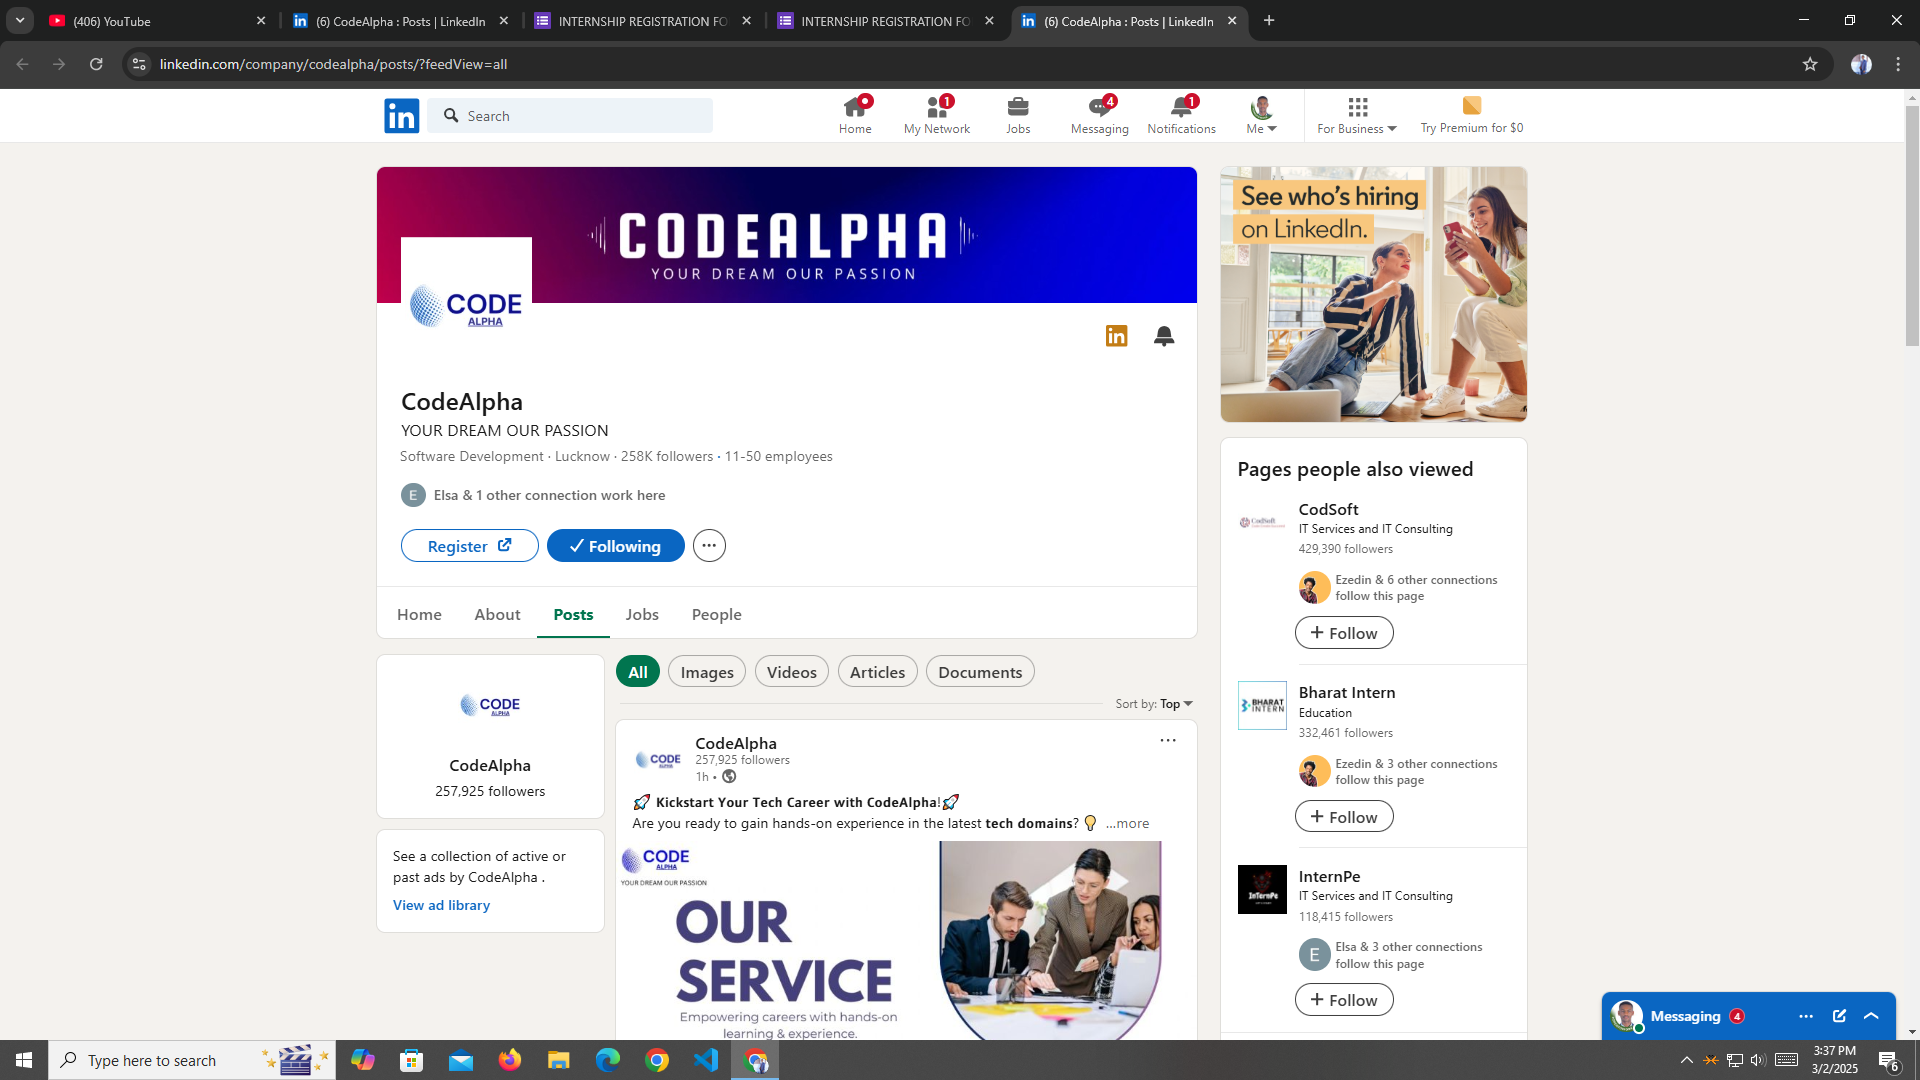 (406) YouTube
(6) CodeAlpha : Posts | LinkedIn
INTERNSHIP REGISTRATION FO
INTERNSHIP REGISTRATION FO
(6) CodeAlpha : Posts | LinkedIn
linkedin.com/company/codealpha/posts/?feedView=all
in
Search
Home
1
My Network
Jobs
4
Messaging
1
Notifications
Me
For Business
Try Premium for $0
CODEALPHA
YOUR DREAM OUR PASSION
CODE
ALPHA
in
CodeAlpha
YOUR DREAM OUR PASSION
Software Development · Lucknow · 258K followers · 11-50 employees
E
Elsa & 1 other connection work here
Register
Following
Home
About
Posts
Jobs
People
See who's hiring
on LinkedIn.
Pages people also viewed
CodSoft
CodSoft
IT Services and IT Consulting
429,390 followers
Ezedin & 6 other connections
follow this page
+ Follow
BHARAT
INTERN
Bharat Intern
Education
332,461 followers
Ezedin & 3 other connections
follow this page
+ Follow
InTernPe
InternPe
IT Services and IT Consulting
118,415 followers
E
Elsa & 3 other connections
follow this page
+ Follow
CODE
ALPHA
CodeAlpha
257,925 followers
See a collection of active or
past ads by CodeAlpha .
View ad library
All
Images
Videos
Articles
Documents
Sort by: Top
CODE
ALPHA
CodeAlpha
257,925 followers
1h •
🚀 Kickstart Your Tech Career with CodeAlpha!🚀
Are you ready to gain hands-on experience in the latest tech domains? 💡 ...more
CODE
ALPHA
YOUR DREAM OUR PASSION
OUR
SERVICE
Empowering careers with hands-on
learning & experience.
Messaging
4
Type here to search
3:37 PM
3/2/2025
6